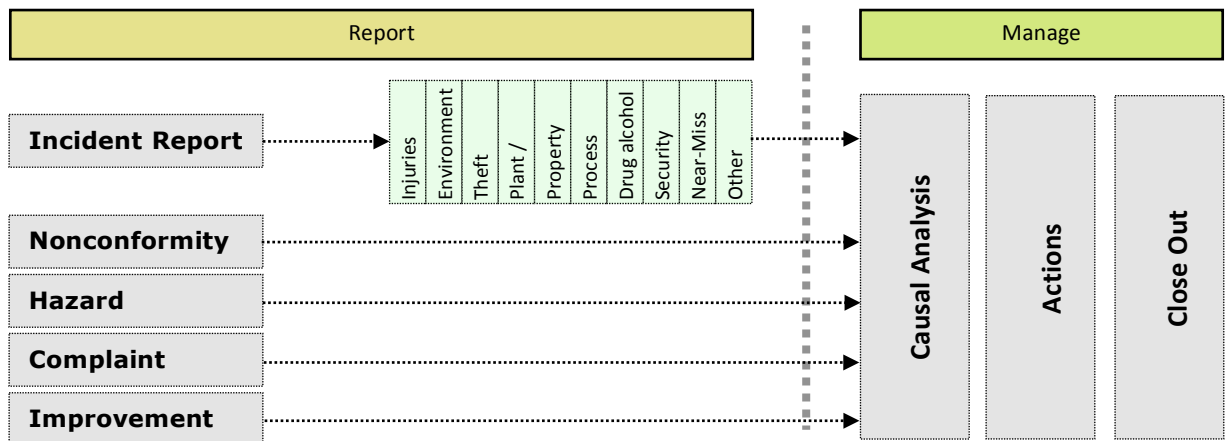 Report
Manage
Incident Report
Injuries
Environment
Theft
Plant /
Property
Process
Drug alcohol
Security
Near-Miss
Other
Nonconformity
Hazard
Complaint
Improvement
Causal Analysis
Actions
Close Out